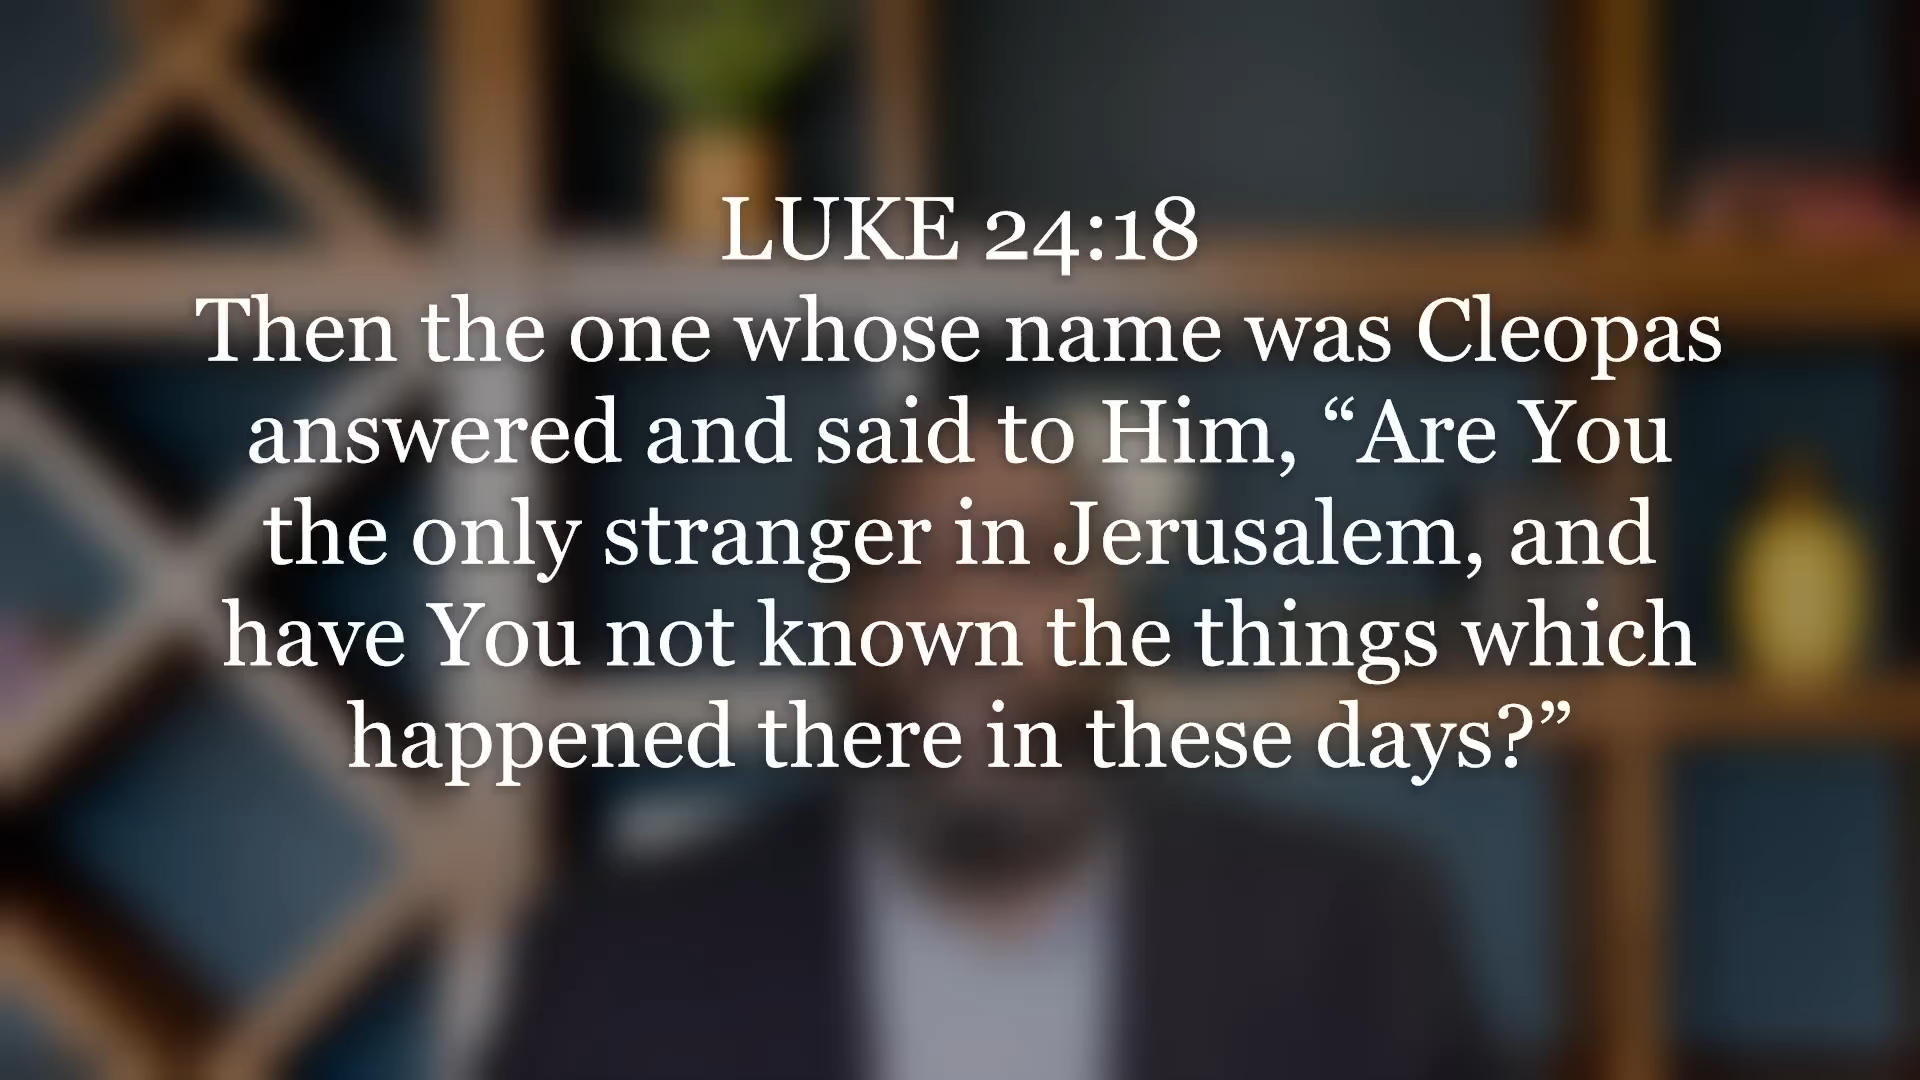 LUKE 24:18
Then the one whose name was Cleopas
answered and said to Him, “Are You
the only stranger in Jerusalem, and
have You not known the things which
happened there in these days?”